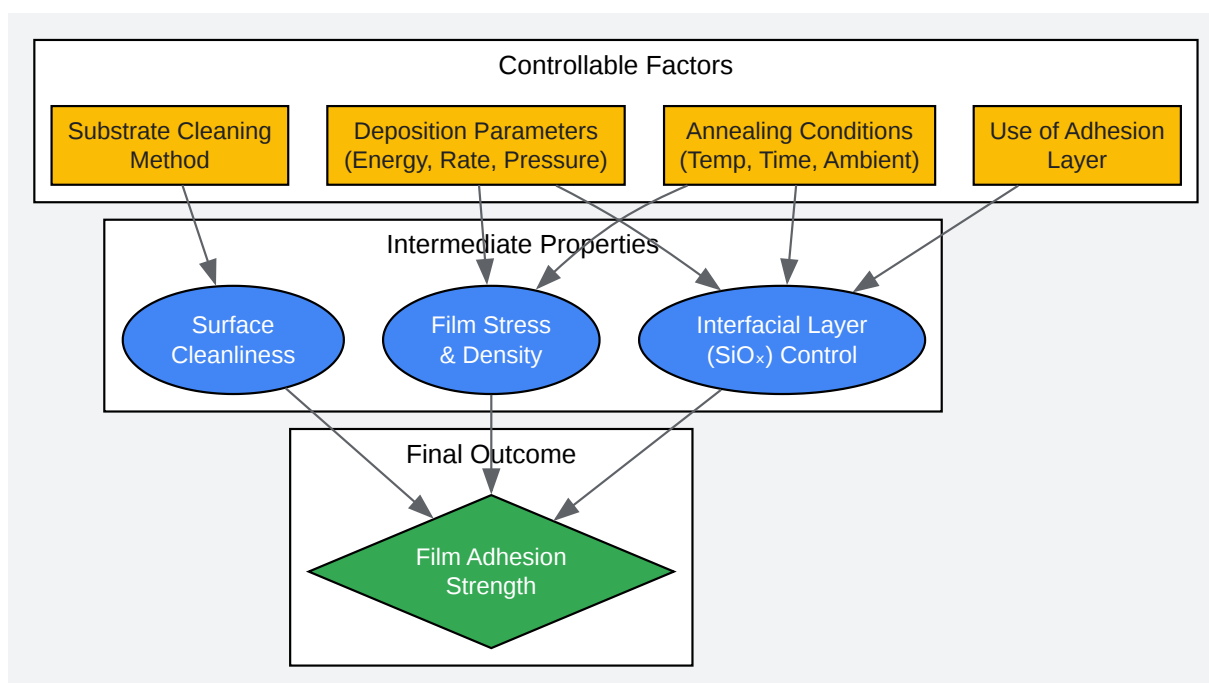 Controllable Factors
Substrate Cleaning
Method
Deposition Parameters
(Energy, Rate, Pressure)
Annealing Conditions
(Temp, Time, Ambient)
Use of Adhesion
Layer
Intermediate Properties
Surface
Cleanliness
Film Stress
& Density
Interfacial Layer
(SiOₓ) Control
Final Outcome
Film Adhesion
Strength